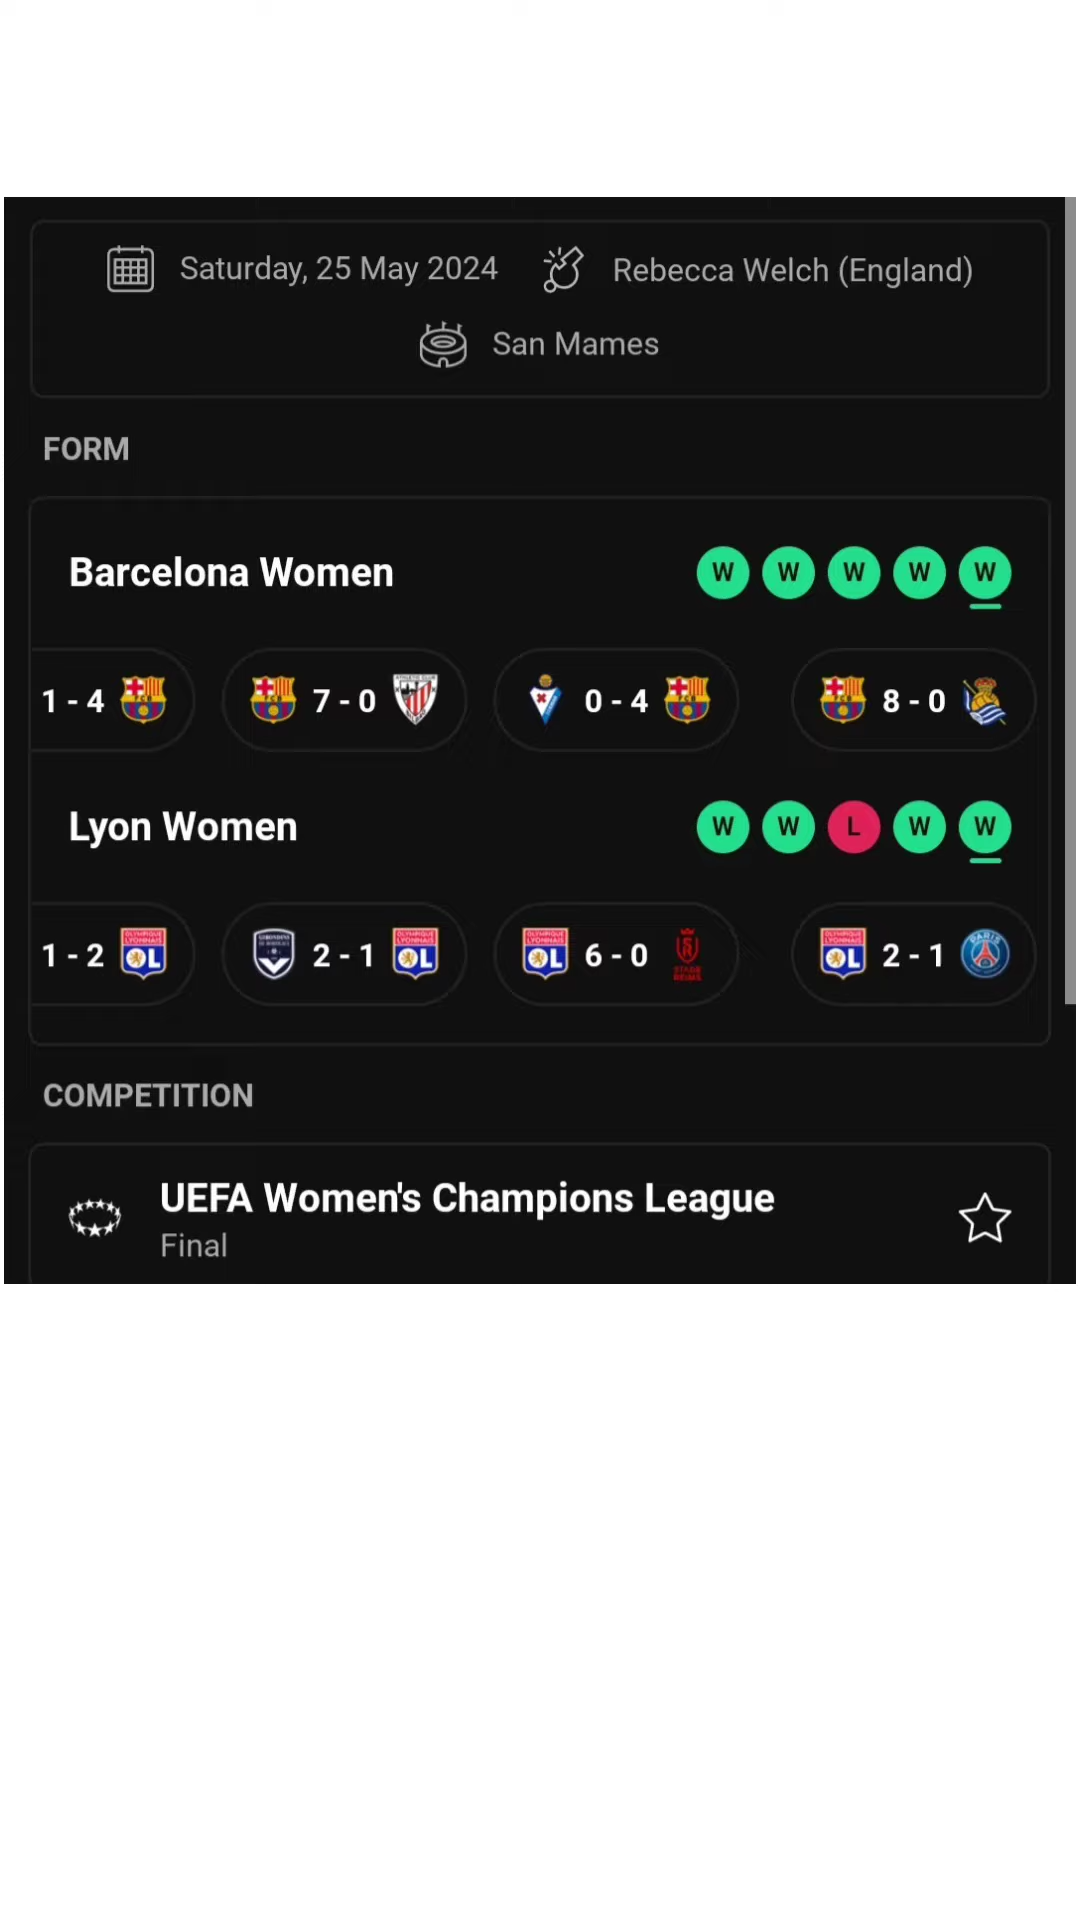 Saturday, 25 May 2024
Rebecca Welch (England)
San Mames
FORM
Barcelona Women W W W W W
1 - 4
7 - 0
0 - 4
8 - 0
Lyon Women W W L W W
1 - 2
2 - 1
6 - 0
2 - 1
COMPETITION
UEFA Women's Champions League
Final